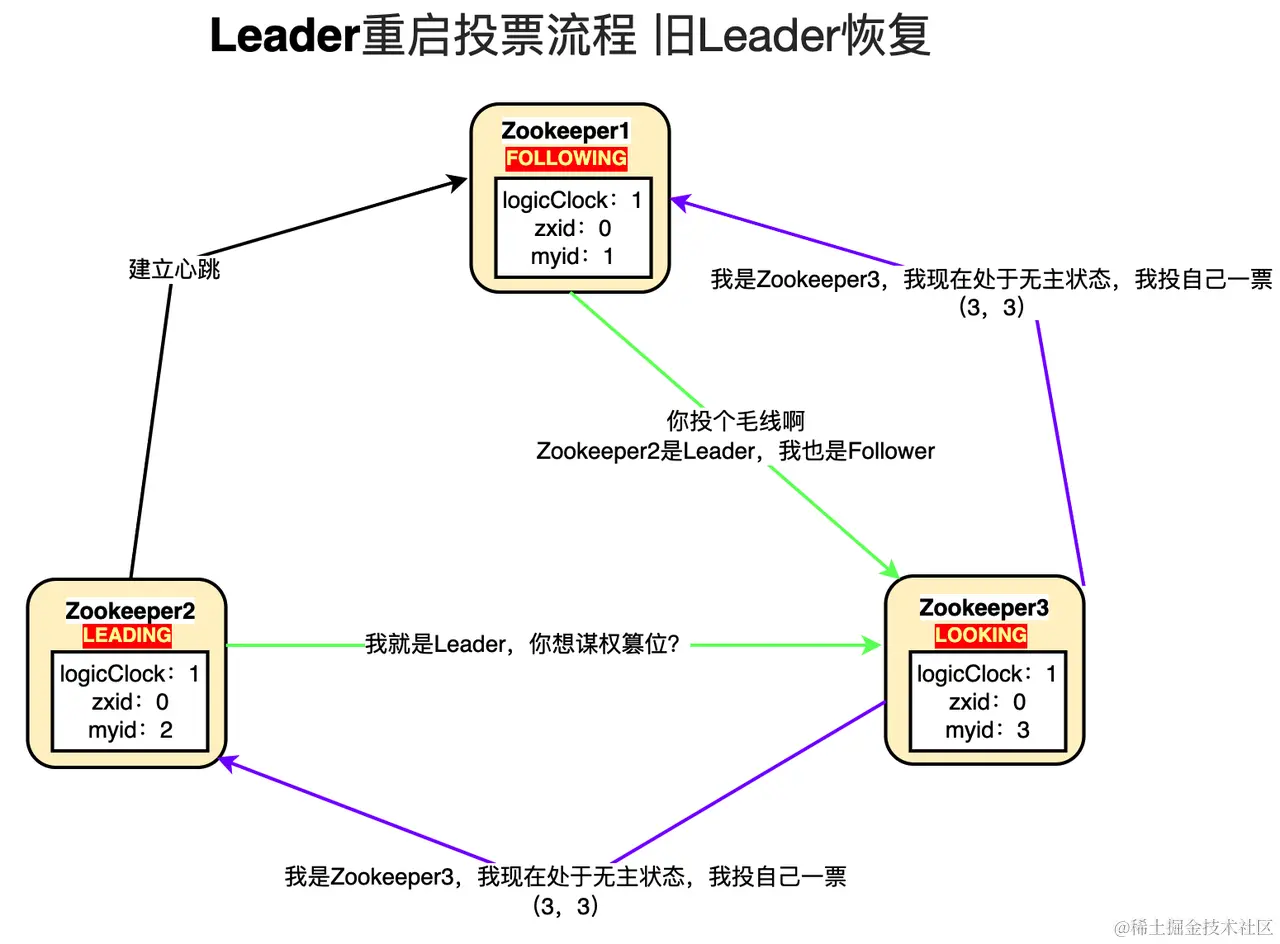 Leader重启投票流程 旧Leader恢复
Zookeeper1
FOLLOWING
logicClock：1
zxid：0
myid：1
建立心跳
我是Zookeeper3，我现在处于无主状态，我投自己一票
（3，3）
你投个毛线啊
Zookeeper2是Leader，我也是Follower
Zookeeper2
LEADING
logicClock：1
zxid：0
myid：2
我就是Leader，你想谋权篡位?
Zookeeper3
LOOKING
logicClock：1
zxid：0
myid：3
我是Zookeeper3，我现在处于无主状态，我投自己一票
（3，3）
@稀土掘金技术社区